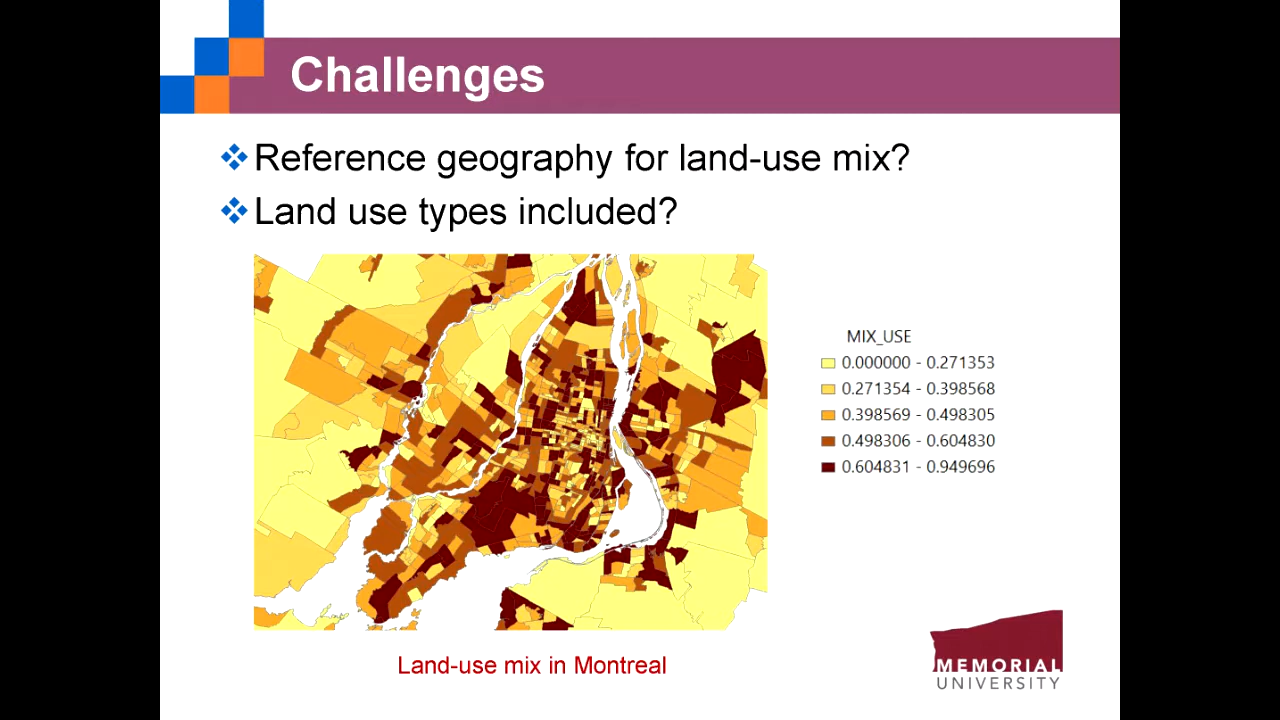 Challenges
Reference geography for land-use mix?
Land use types included?
MIX_USE
0.000000 - 0.271353
0.271354 - 0.398568
0.398569 - 0.498305
0.498306 - 0.604830
0.604831 - 0.949696
Land-use mix in Montreal
MEMORIAL
UNIVERSITY